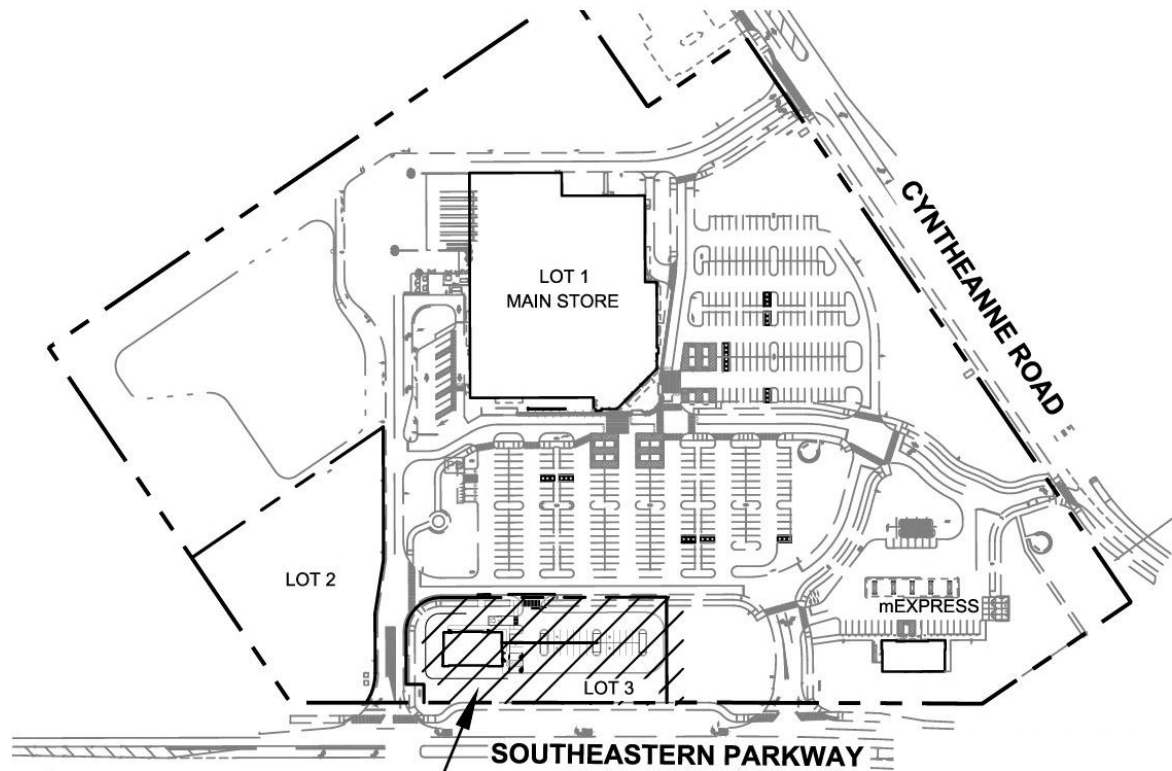 CYNTHEANNE ROAD
LOT 1
MAIN STORE
LOT 2
mEXPRESS
LOT 3
SOUTHEASTERN PARKWAY